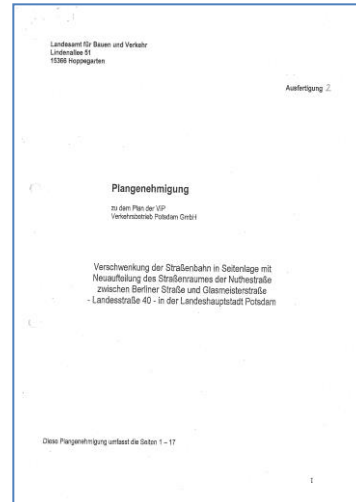 Landesamt für Bauen und Verkehr
Lindenallee 51
15366 Hoppegarten
Ausfertigung 2
Plangenehmigung
zu dem Plan der ViP
Verkehrsbetrieb Potsdam GmbH
Verschwenkung der Straßenbahn in Seitenlage mit
Neuaufteilung des Straßenraumes der Nuthestraße
zwischen Berliner Straße und Glasmeisterstraße
- Landesstraße 40 - in der Landeshauptstadt Potsdam
Diese Plangenehmigung umfasst die Seiten 1 – 17
1